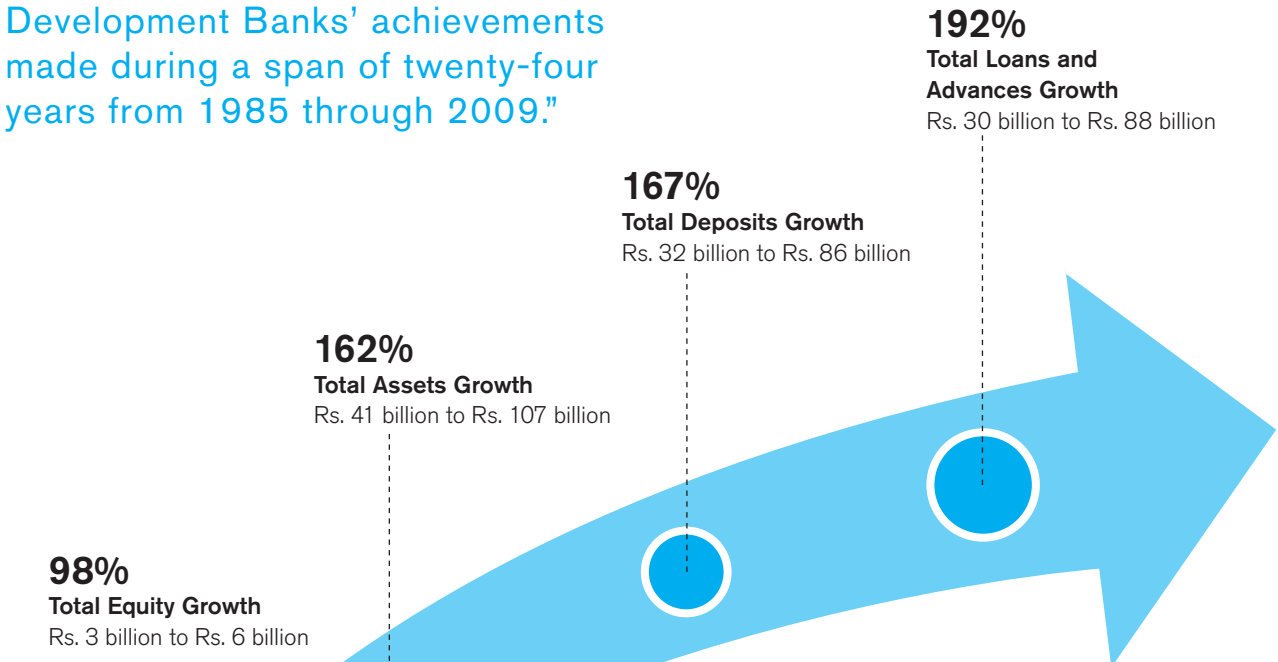 Development Banks’ achievements
made during a span of twenty-four
years from 1985 through 2009.”
192%
Total Loans and
Advances Growth
Rs. 30 billion to Rs. 88 billion
167%
Total Deposits Growth
Rs. 32 billion to Rs. 86 billion
162%
Total Assets Growth
Rs. 41 billion to Rs. 107 billion
98%
Total Equity Growth
Rs. 3 billion to Rs. 6 billion